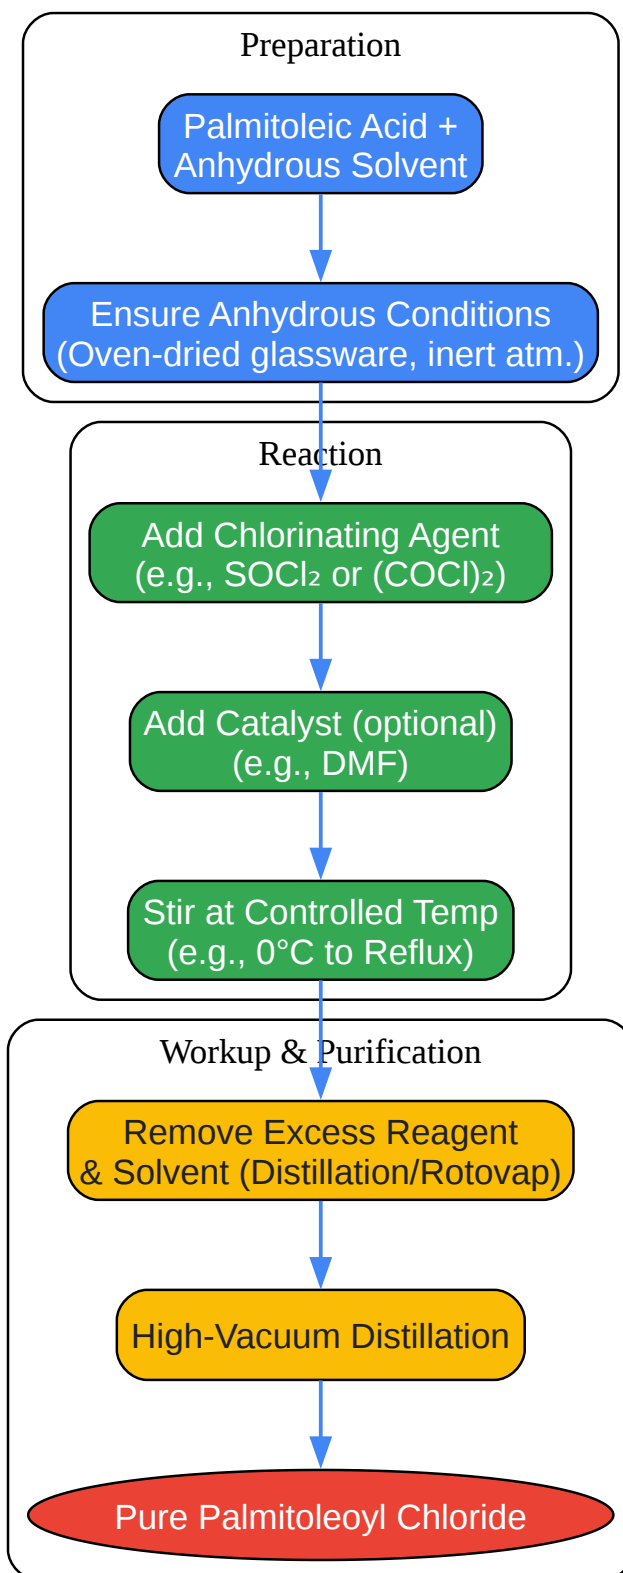 Preparation
Palmitoleic Acid +
Anhydrous Solvent
Ensure Anhydrous Conditions
(Oven-dried glassware, inert atm.)
Reaction
Add Chlorinating Agent
(e.g., SOCl₂ or (COCl)₂)
Add Catalyst (optional)
(e.g., DMF)
Stir at Controlled Temp
(e.g., 0°C to Reflux)
Workup & Purification
Remove Excess Reagent
& Solvent (Distillation/Rotovap)
High-Vacuum Distillation
Pure Palmitoleoyl Chloride